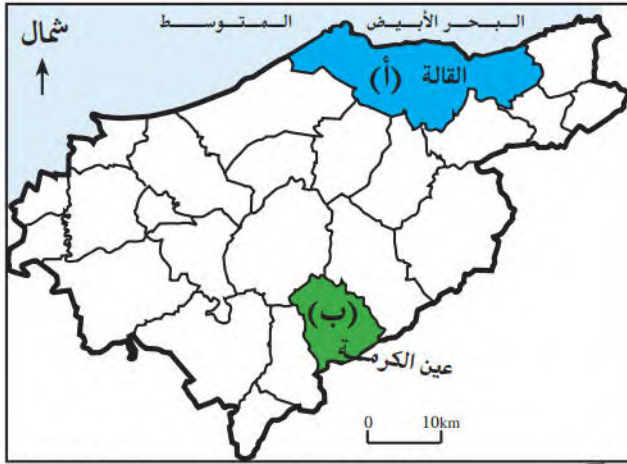 البحر الأبيض المتوسط
شمال
القالة (أ)
(ب)
عين الكرمة
0 10km